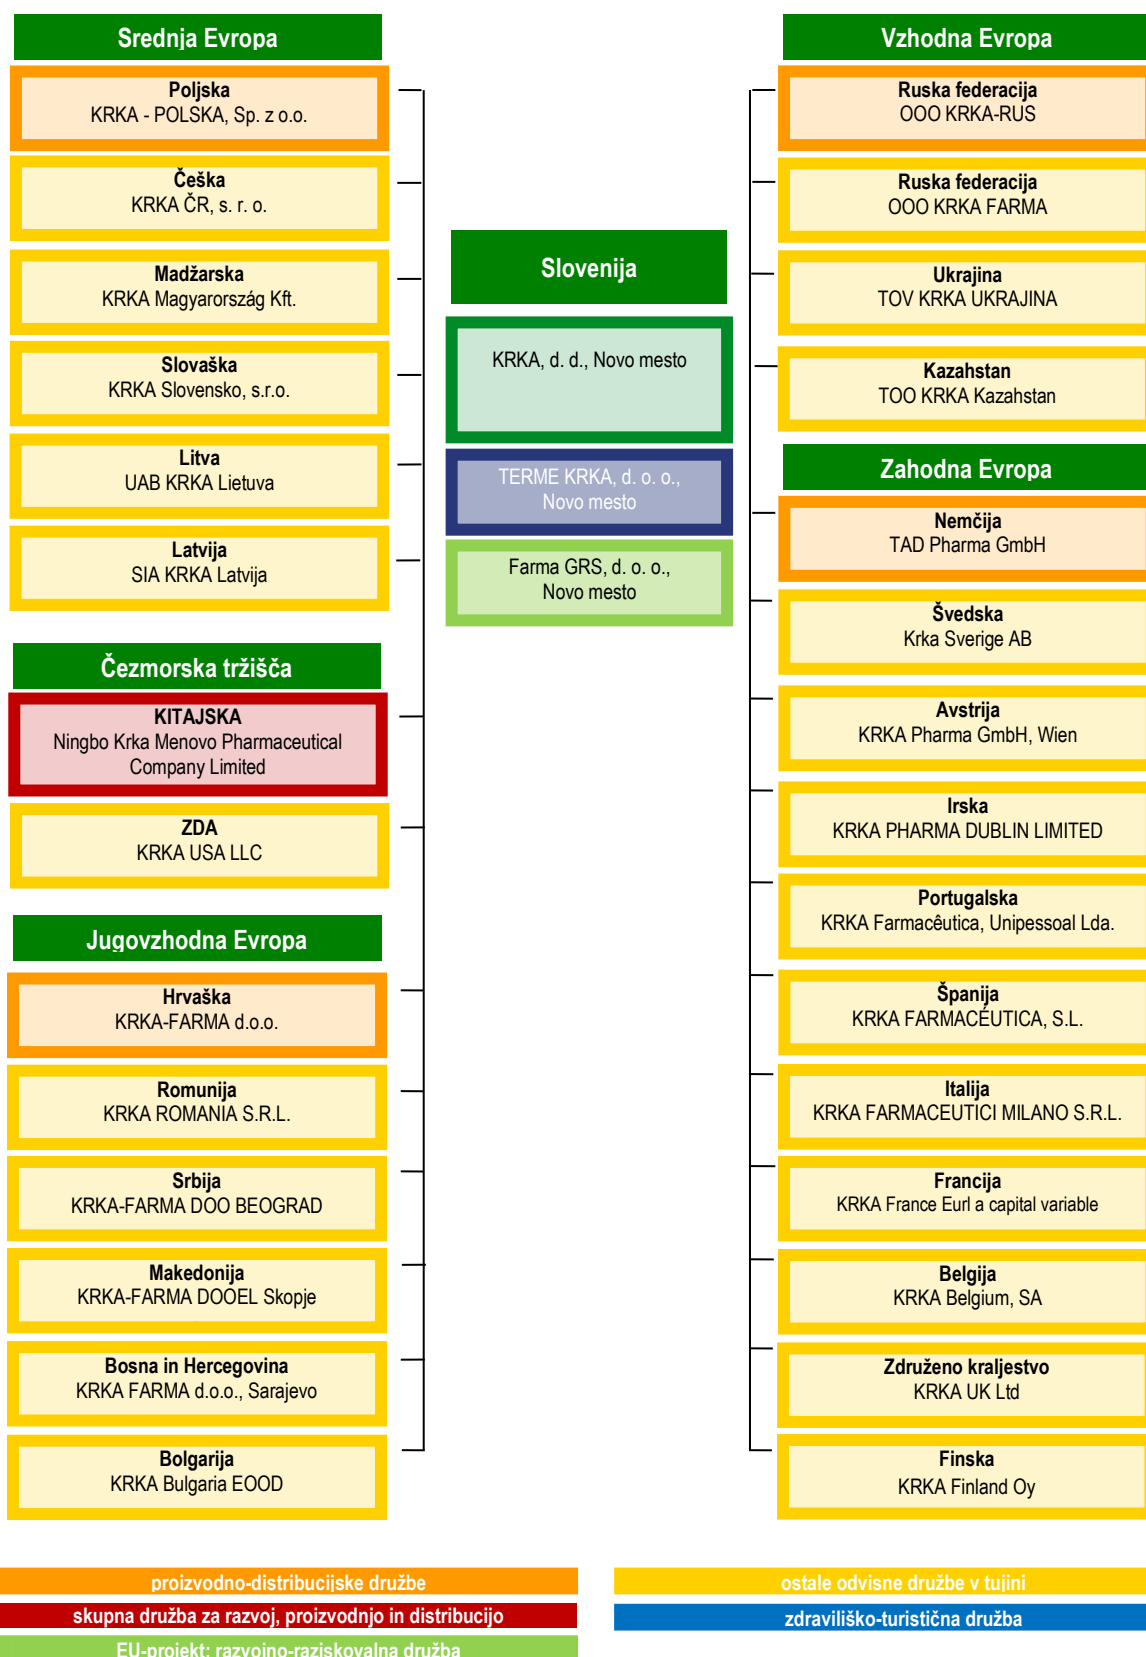 Srednja Evropa
Poljska
KRKA - POLSKA, Sp. z o.o.
Češka
KRKA ČR, s. r. o.
Madžarska
KRKA Magyarország Kft.
Slovaška
KRKA Slovensko, s.r.o.
Litva
UAB KRKA Lietuva
Latvija
SIA KRKA Latvija
Čezmorska tržišča
KITAJSKA
Ningbo Krka Menovo Pharmaceutical
Company Limited
ZDA
KRKA USA LLC
Jugovzhodna Evropa
Hrvaška
KRKA-FARMA d.o.o.
Romunija
KRKA ROMANIA S.R.L.
Srbija
KRKA-FARMA DOO BEOGRAD
Makedonija
KRKA-FARMA DOOEL Skopje
Bosna in Hercegovina
KRKA FARMA d.o.o., Sarajevo
Bolgarija
KRKA Bulgaria EOOD
Slovenija
KRKA, d. d., Novo mesto
TERME KRKA, d. o. o.,
Novo mesto
Farma GRS, d. o. o.,
Novo mesto
Vzhodna Evropa
Ruska federacija
OOO KRKA-RUS
Ruska federacija
OOO KRKA FARMA
Ukrajina
TOV KRKA UKRAJINA
Kazahstan
TOO KRKA Kazahstan
Zahodna Evropa
Nemčija
TAD Pharma GmbH
Švedska
Krka Sverige AB
Avstrija
KRKA Pharma GmbH, Wien
Irska
KRKA PHARMA DUBLIN LIMITED
Portugalska
KRKA Farmacêutica, Unipessoal Lda.
Španija
KRKA FARMACÉUTICA, S.L.
Italija
KRKA FARMACEUTICI MILANO S.R.L.
Francija
KRKA France Eurl a capital variable
Belgija
KRKA Belgium, SA
Združeno kraljestvo
KRKA UK Ltd
Finska
KRKA Finland Oy
proizvodno-distribucijske družbe
skupna družba za razvoj, proizvodnjo in distribucijo
EU-projekt: razvojno-raziskovalna družba
ostale odvisne družbe v tujini
zdraviliško-turistična družba